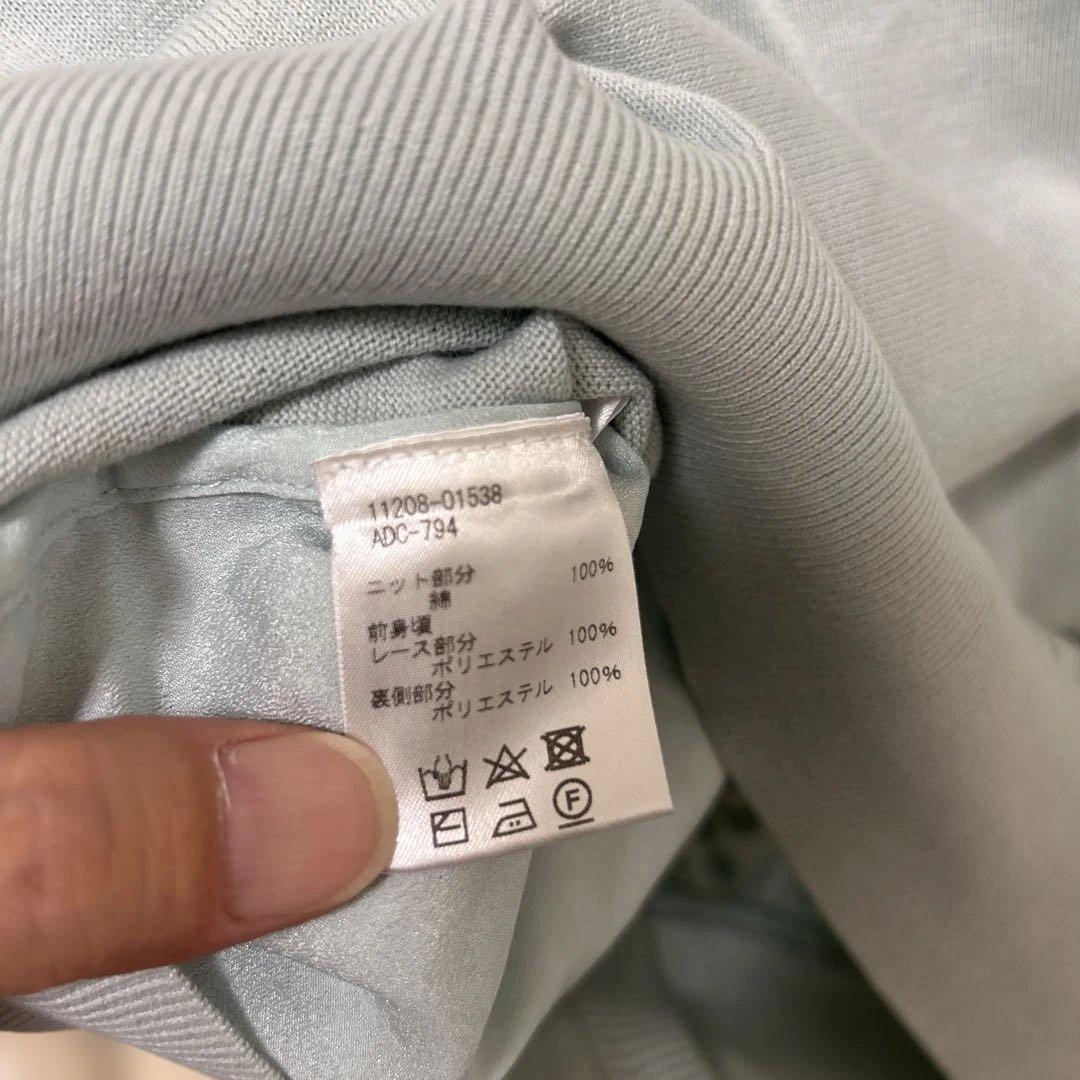 11208-01538
ADC-794
ニット部分
綿 100%
前身頃
レース部分
ポリエステル 100%
裏側部分
ポリエステル 100%
F